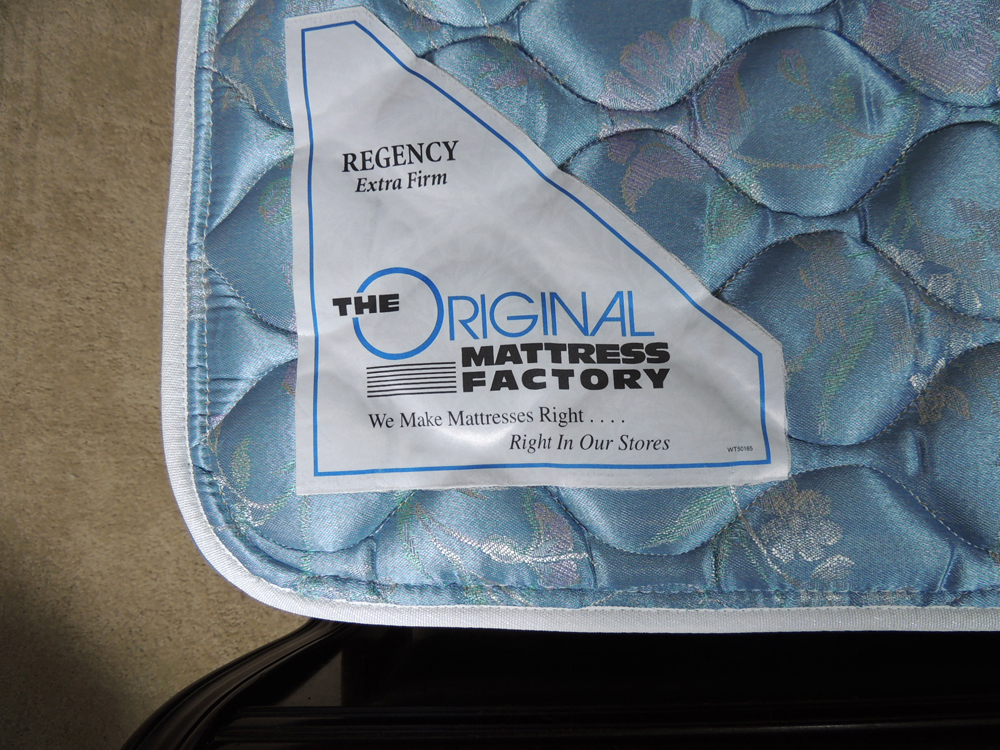 REGENCY
Extra Firm
THE ORIGINAL
MATTRESS
FACTORY
We Make Mattresses Right . . . .
Right In Our Stores
WT50165